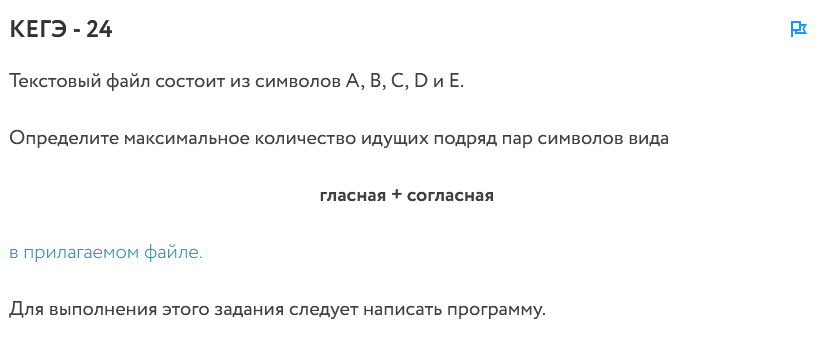 КЕГЭ - 24
Текстовый файл состоит из символов A, B, C, D и E.
Определите максимальное количество идущих подряд пар символов вида
гласная + согласная
в прилагаемом файле.
Для выполнения этого задания следует написать программу.